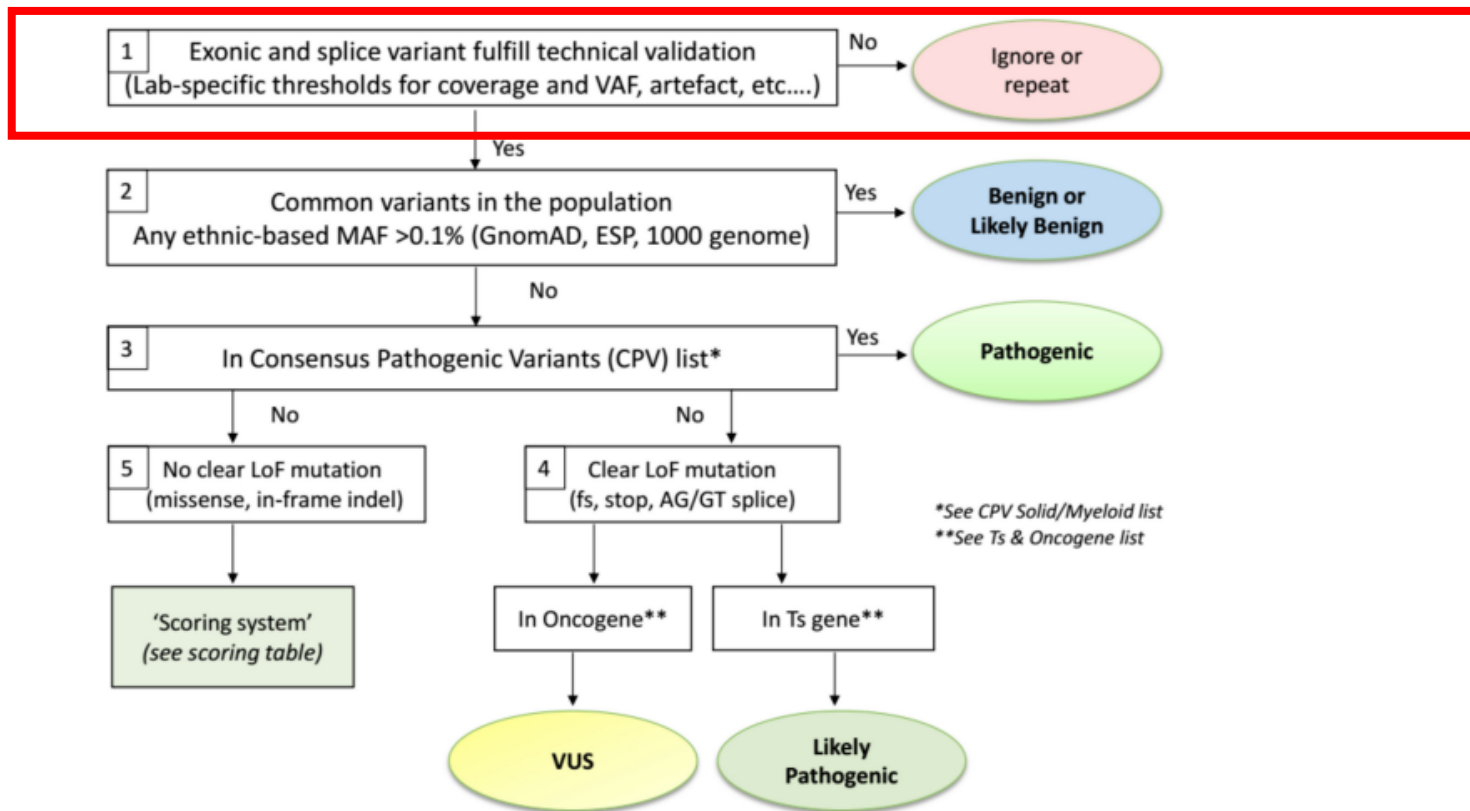 1
Exonic and splice variant fulfill technical validation
(Lab-specific thresholds for coverage and VAF, artefact, etc....)
No
Ignore or
repeat
Yes
2
Common variants in the population
Any ethnic-based MAF >0.1% (GnomAD, ESP, 1000 genome)
Yes
Benign or
Likely Benign
No
3
In Consensus Pathogenic Variants (CPV) list*
Yes
Pathogenic
No
No
5
No clear LoF mutation
(missense, in-frame indel)
4
Clear LoF mutation
(fs, stop, AG/GT splice)
*See CPV Solid/Myeloid list
**See Ts & Oncogene list
‘Scoring system’
(see scoring table)
In Oncogene**
In Ts gene**
VUS
Likely
Pathogenic